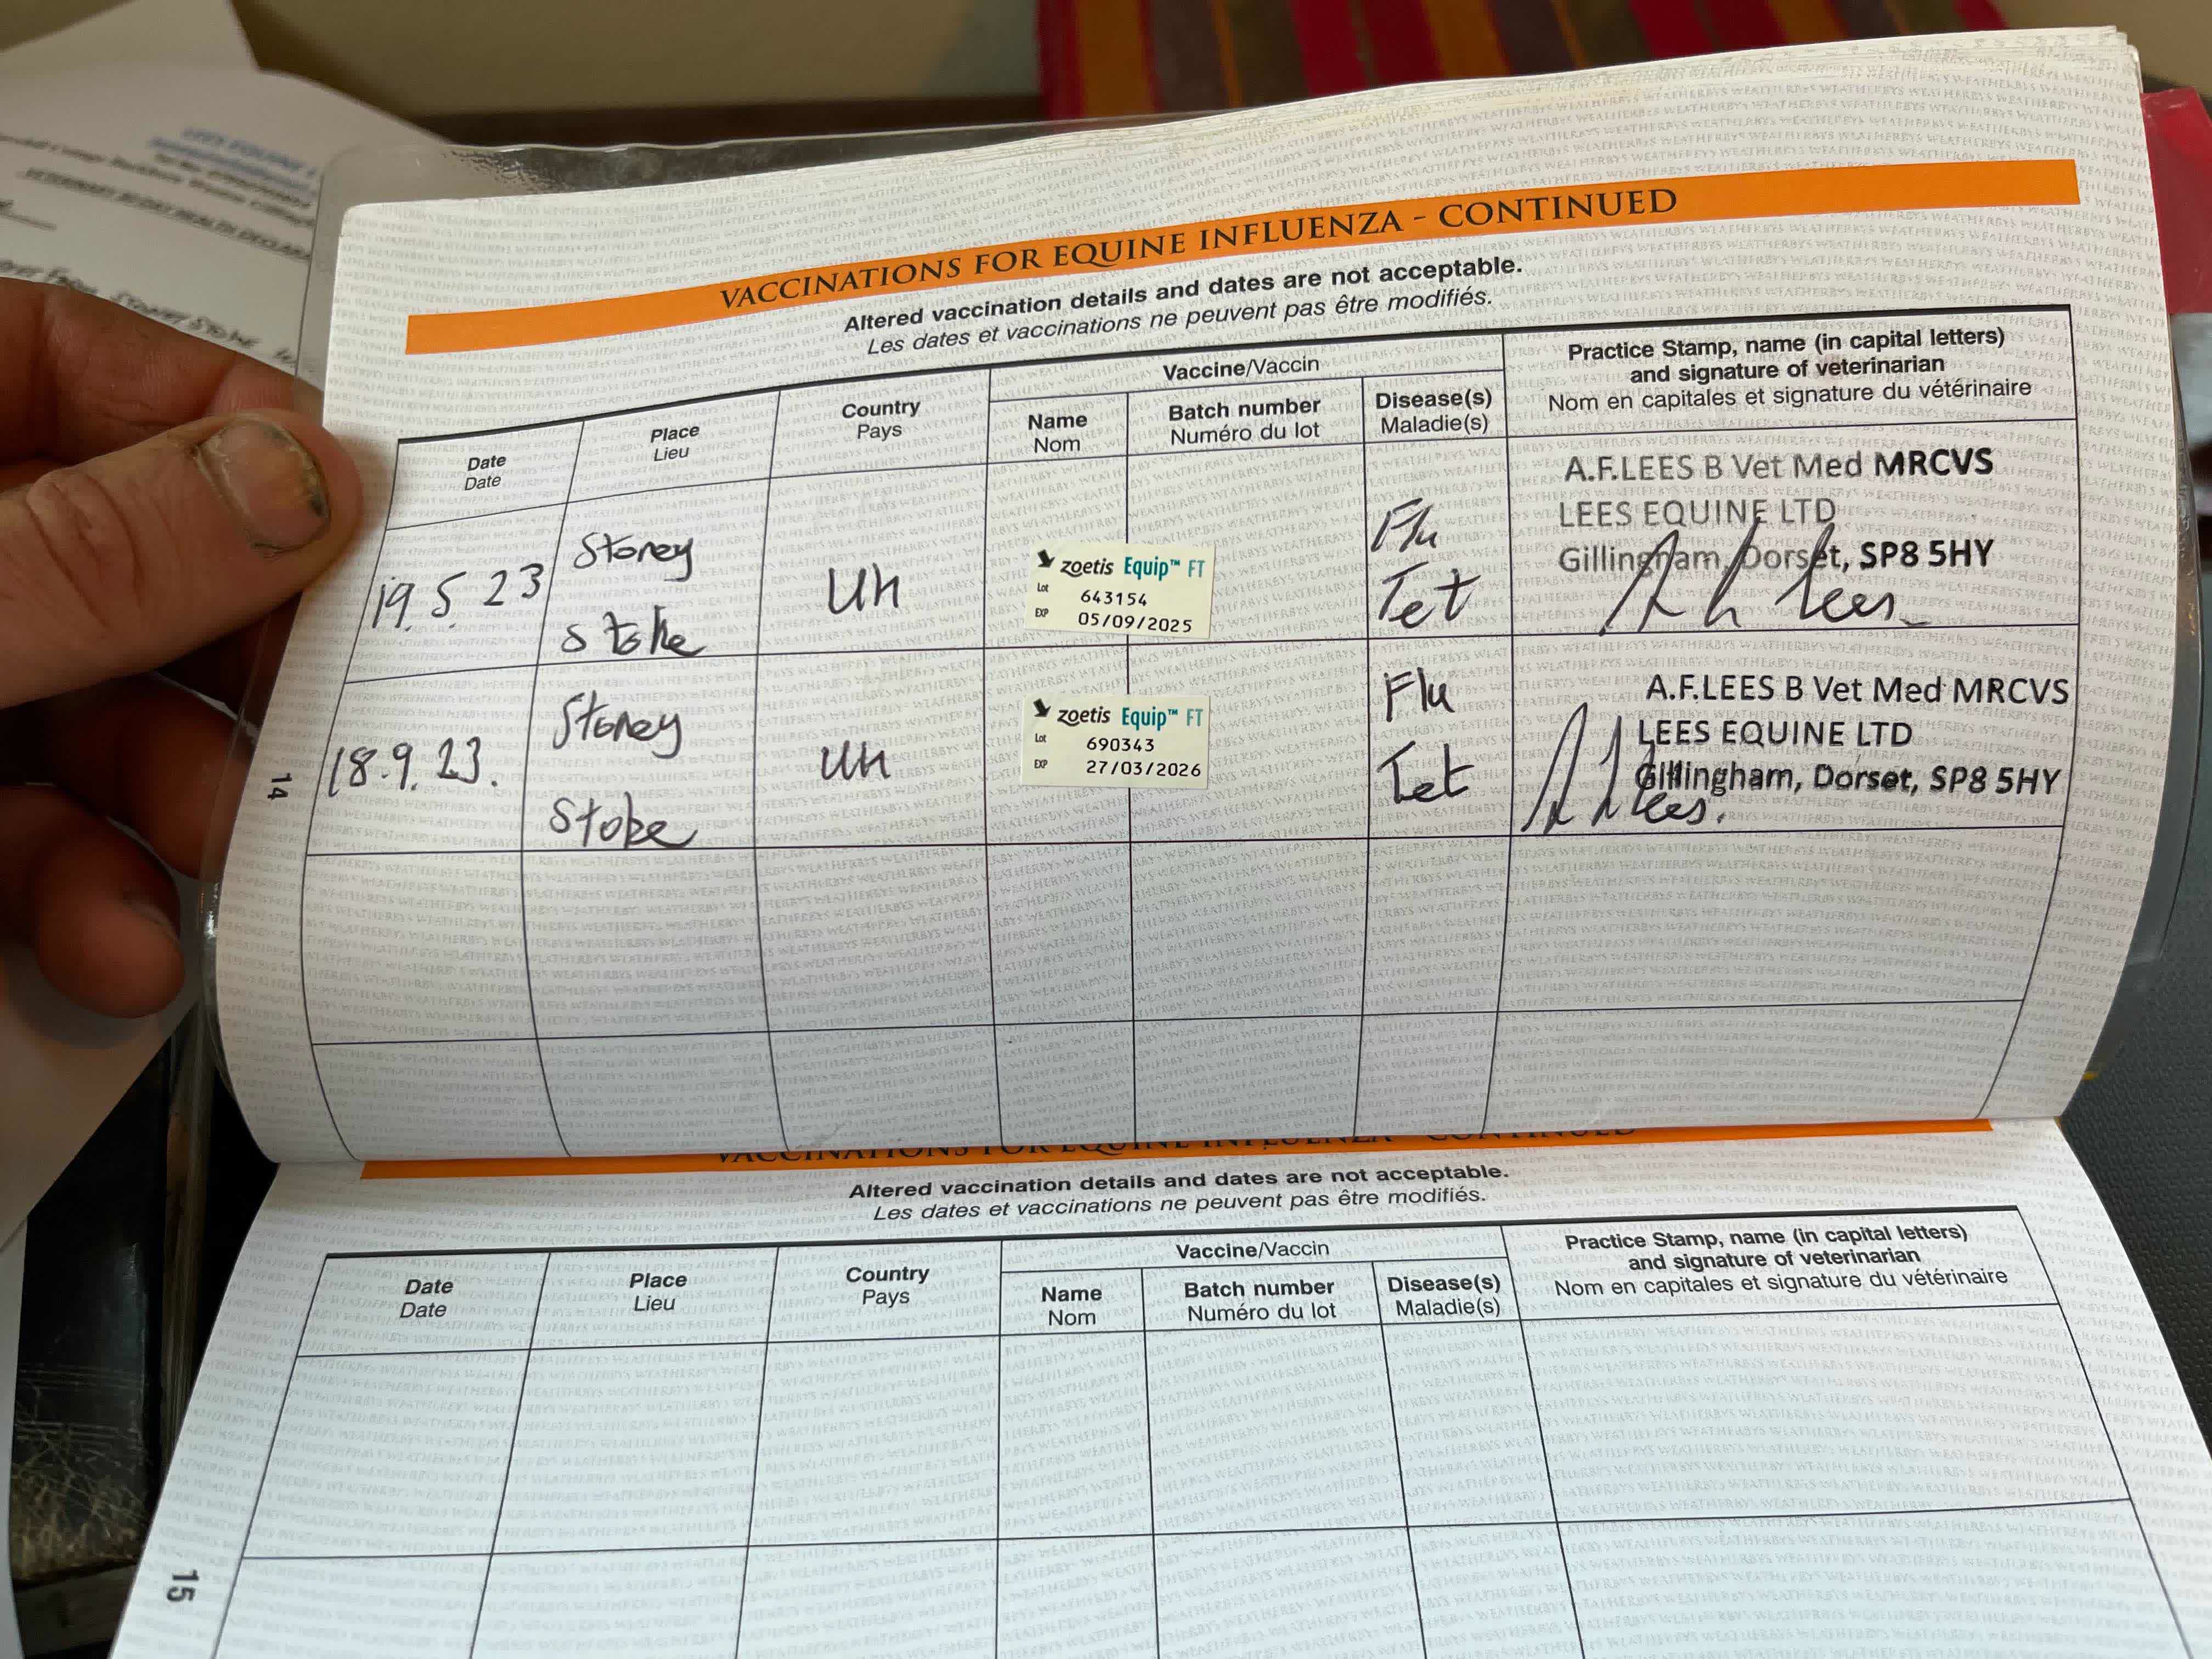 VACCINATIONS FOR EQUINE INFLUENZA - CONTINUED
Altered vaccination details and dates are not acceptable.
Les dates et vaccinations ne peuvent pas être modifiés.
Date
Date
Place
Lieu
Country
Pays
Vaccine/Vaccin
Name
Nom
Batch number
Numéro du lot
Disease(s)
Maladie(s)
Practice Stamp, name (in capital letters)
and signature of veterinarian
Nom en capitales et signature du vétérinaire
19.5.23
Storey
Stoke
UK
zoetis Equip™ FT
Lot 643154
EXP 05/09/2025
Flu
Tet
A.F.LEES B Vet Med MRCVS
LEES EQUINE LTD
Gillingham, Dorset, SP8 5HY
Lees
18.9.23.
Storey
Stoke
UK
zoetis Equip™ FT
Lot 690343
EXP 27/03/2026
Flu
Tet
A.F.LEES B Vet Med MRCVS
LEES EQUINE LTD
Gillingham, Dorset, SP8 5HY
Lees.
14
VACCINATIONS FOR EQUINE INFLUENZA - CONTINUED
Altered vaccination details and dates are not acceptable.
Les dates et vaccinations ne peuvent pas être modifiés.
Date
Date
Place
Lieu
Country
Pays
Vaccine/Vaccin
Name
Nom
Batch number
Numéro du lot
Disease(s)
Maladie(s)
Practice Stamp, name (in capital letters)
and signature of veterinarian
Nom en capitales et signature du vétérinaire
15